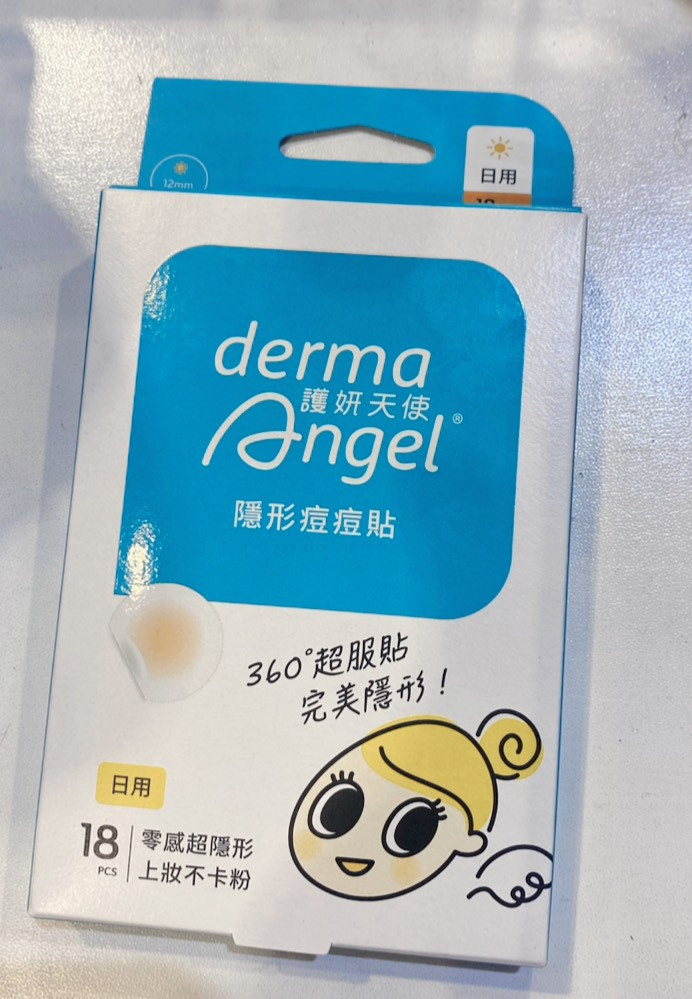 12mm
日用
derma
護妍天使
Angel®
隱形痘痘貼
360°超服貼
完美隱形！
日用
18
PCS
零感超隱形
上妝不卡粉